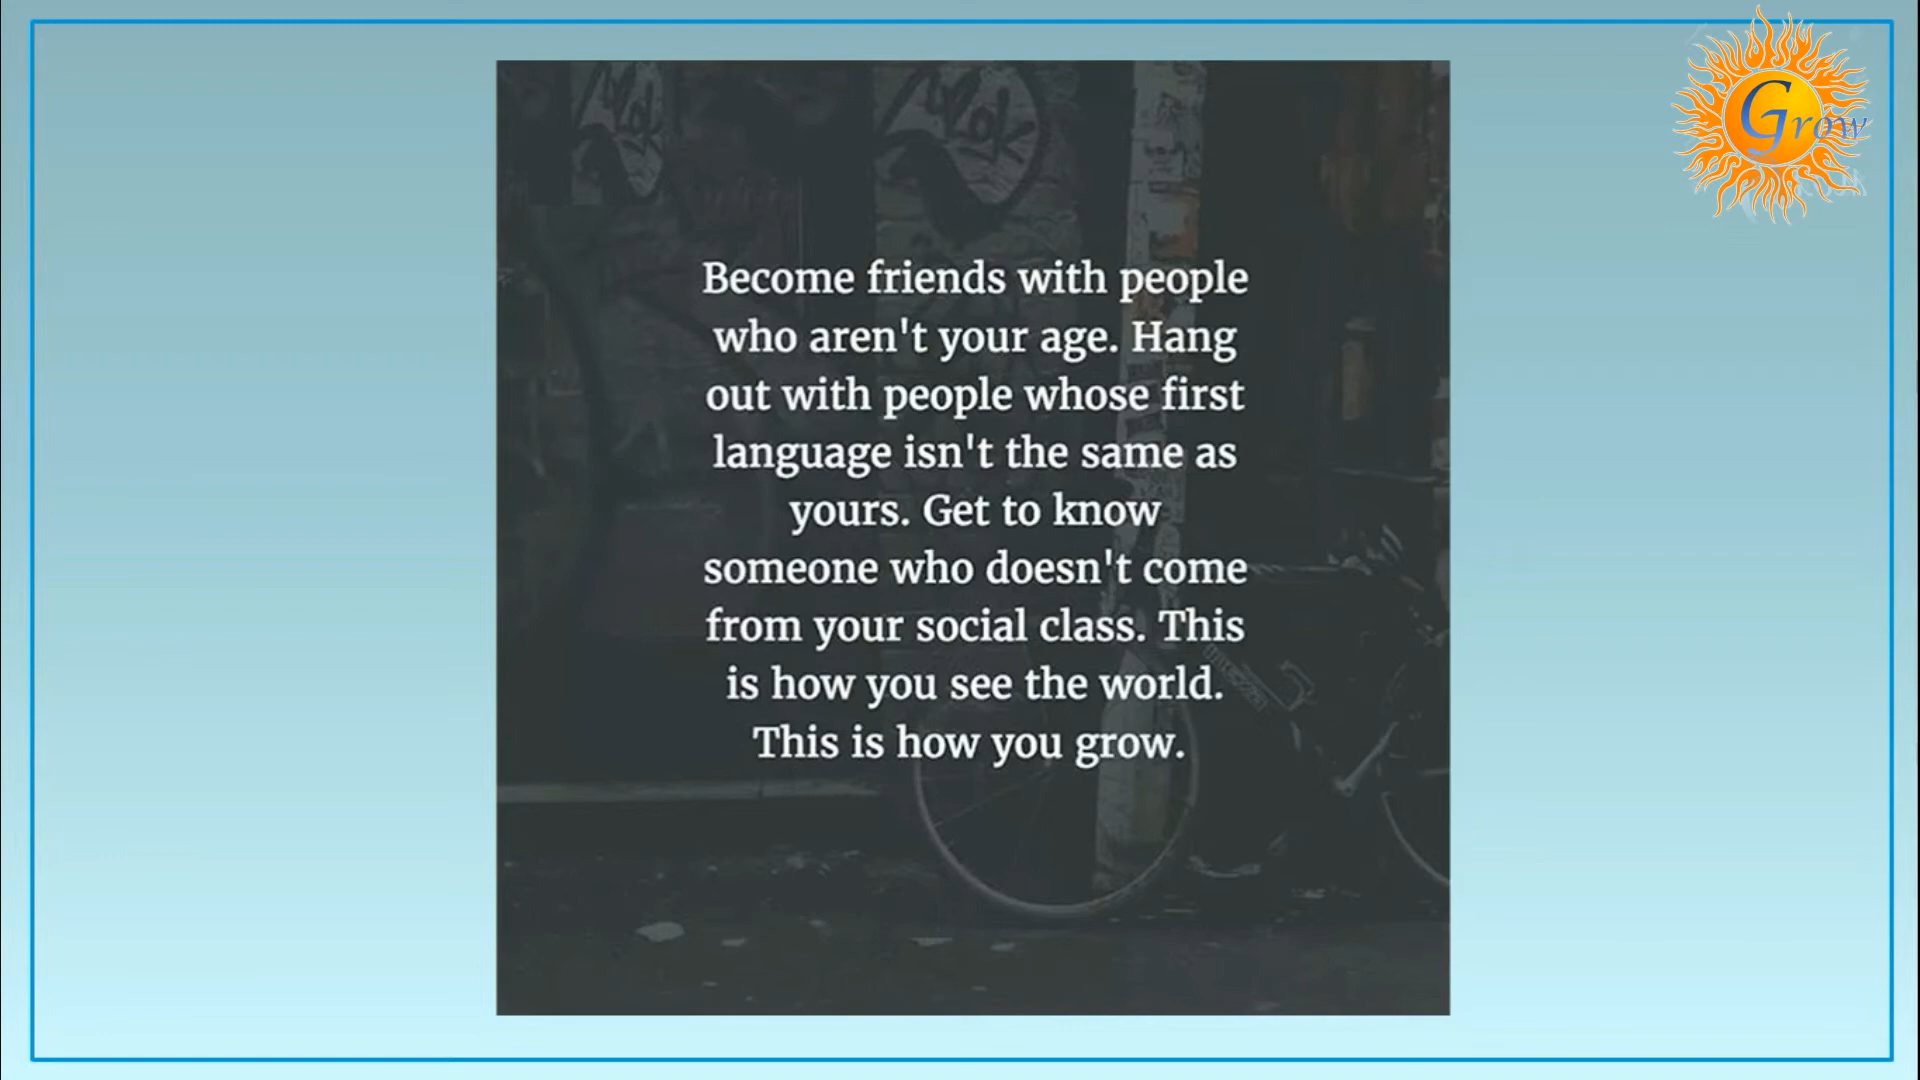 Grow
Become friends with people
who aren't your age. Hang
out with people whose first
language isn't the same as
yours. Get to know
someone who doesn't come
from your social class. This
is how you see the world.
This is how you grow.